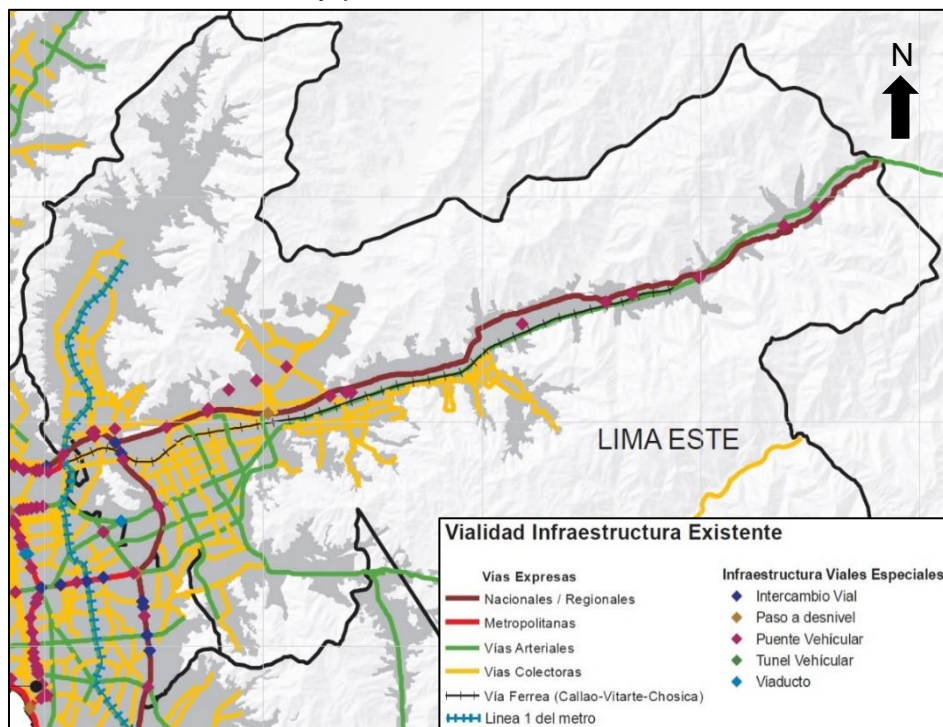 N
LIMA ESTE
Vialidad Infraestructura Existente
Vías Expresas
Nacionales / Regionales
Metropolitanas
Vías Arteriales
Vías Colectoras
Vía Ferrea (Callao-Vitarte-Chosica)
Linea 1 del metro
Infraestructura Viales Especiales
Intercambio Vial
Paso a desnivel
Puente Vehícular
Tunel Vehícular
Viaducto